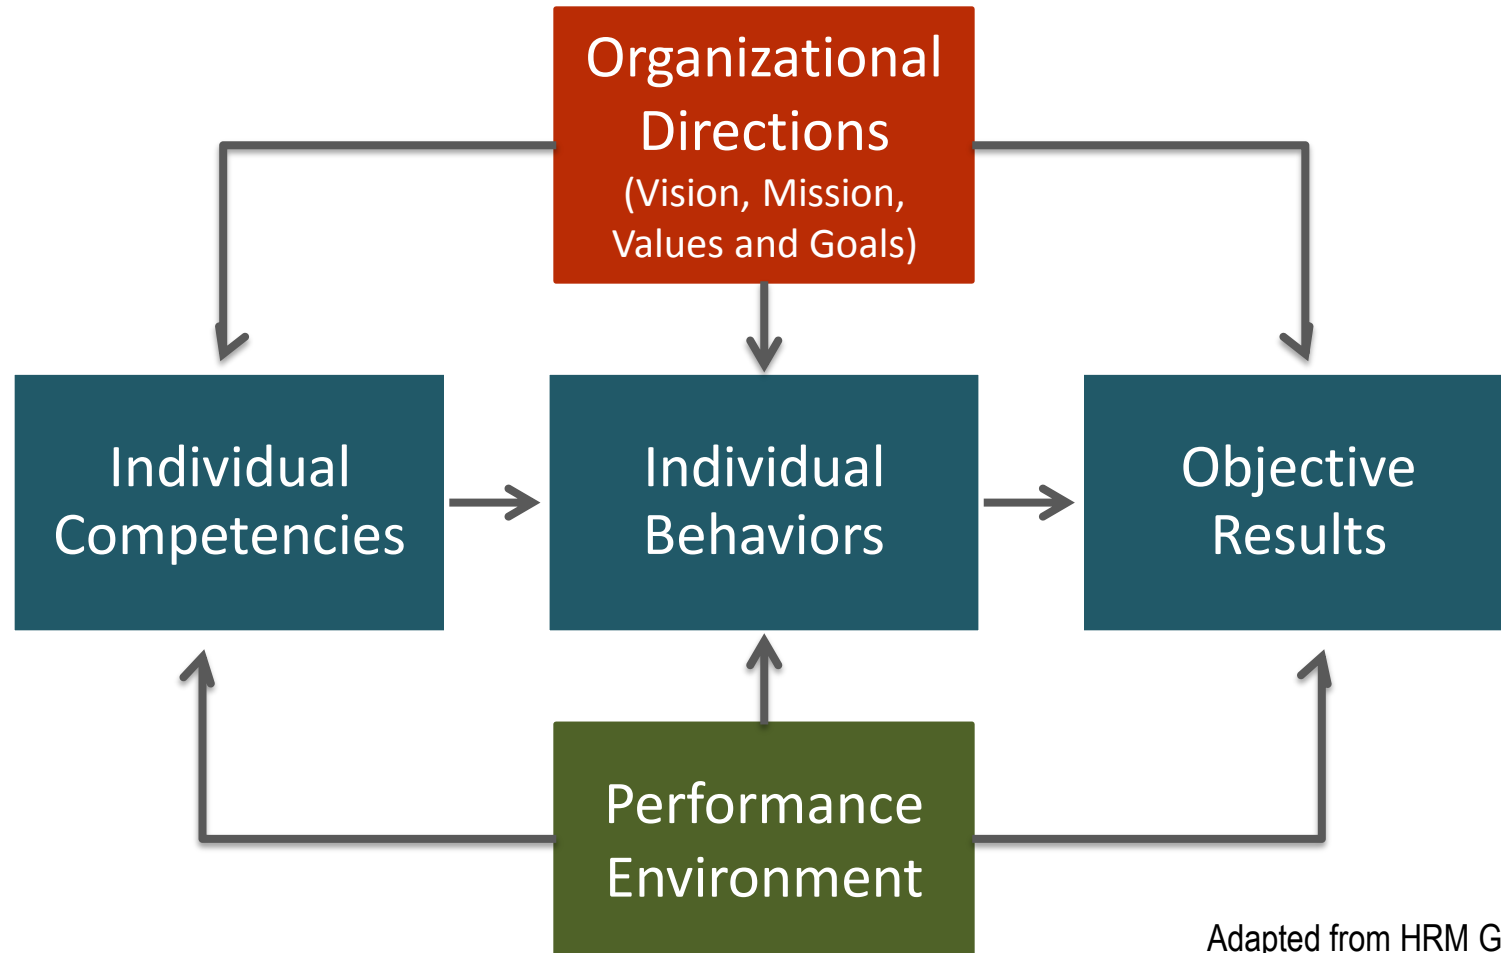 Organizational
Directions
(Vision, Mission,
Values and Goals)
Individual
Competencies
Individual
Behaviors
Objective
Results
Performance
Environment
Adapted from HRM G